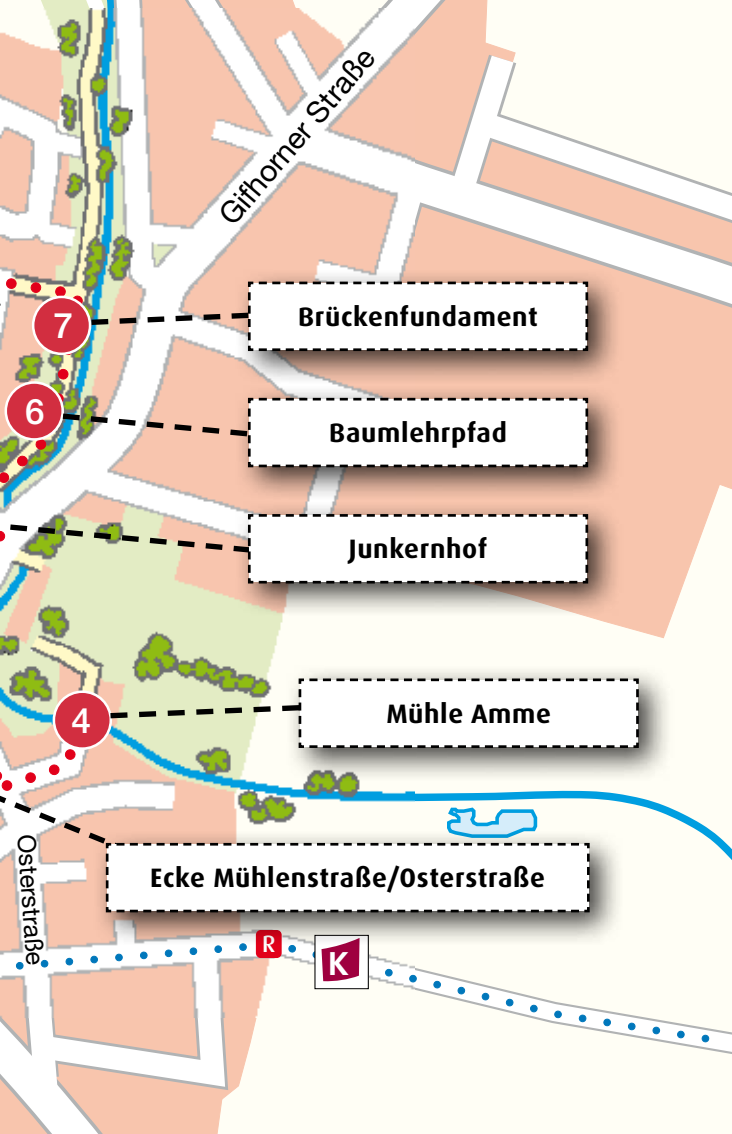 Gifhorner Straße
7
Brückenfundament
6
Baumlehrpfad
Junkernhof
4
Mühle Amme
Ecke Mühlenstraße/Osterstraße
Osterstraße
R
K